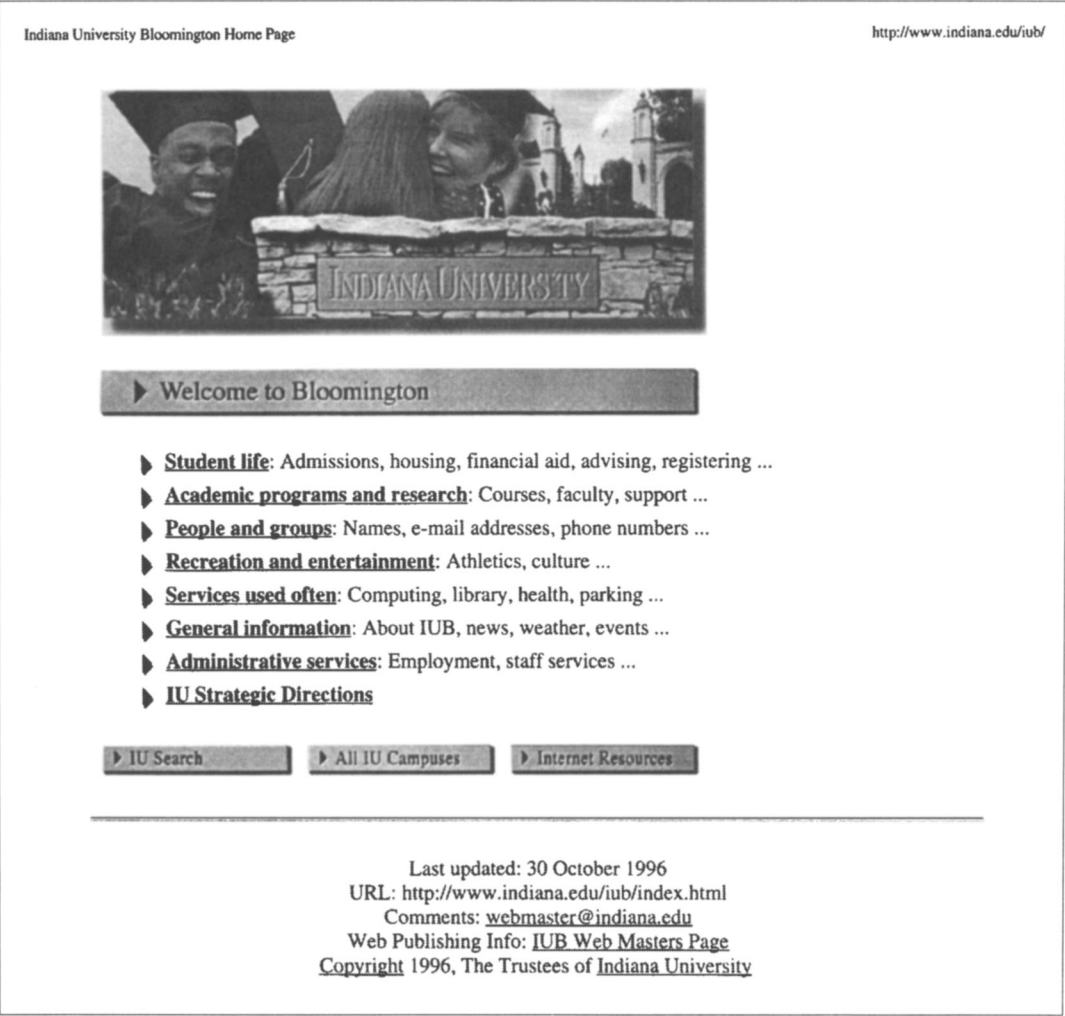 Indiana University Bloomington Home Page
http://www.indiana.edu/iub/
INDIANA UNIVERSITY
Welcome to Bloomington
Student life: Admissions, housing, financial aid, advising, registering ...
Academic programs and research: Courses, faculty, support ...
People and groups: Names, e-mail addresses, phone numbers ...
Recreation and entertainment: Athletics, culture ...
Services used often: Computing, library, health, parking ...
General information: About IUB, news, weather, events ...
Administrative services: Employment, staff services ...
IU Strategic Directions
IU Search
All IU Campuses
Internet Resources
Last updated: 30 October 1996
URL: http://www.indiana.edu/iub/index.html
Comments: webmaster@indiana.edu
Web Publishing Info: IUB Web Masters Page
Copyright 1996, The Trustees of Indiana University